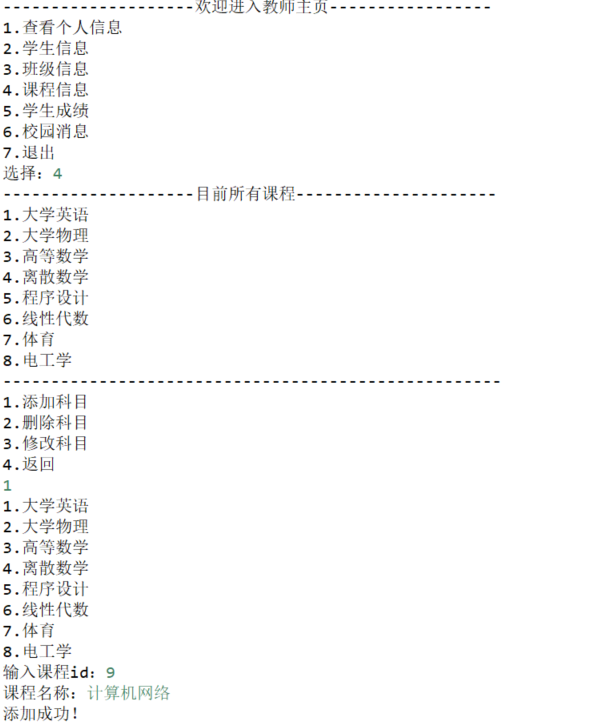 --------------------欢迎进入教师主页-----------------
1.查看个人信息
2.学生信息
3.班级信息
4.课程信息
5.学生成绩
6.校园消息
7.退出
选择：4
--------------------目前所有课程---------------------
1.大学英语
2.大学物理
3.高等数学
4.离散数学
5.程序设计
6.线性代数
7.体育
8.电工学
----------------------------------------------------
1.添加科目
2.删除科目
3.修改科目
4.返回
1
1.大学英语
2.大学物理
3.高等数学
4.离散数学
5.程序设计
6.线性代数
7.体育
8.电工学
输入课程id：9
课程名称：计算机网络
添加成功！